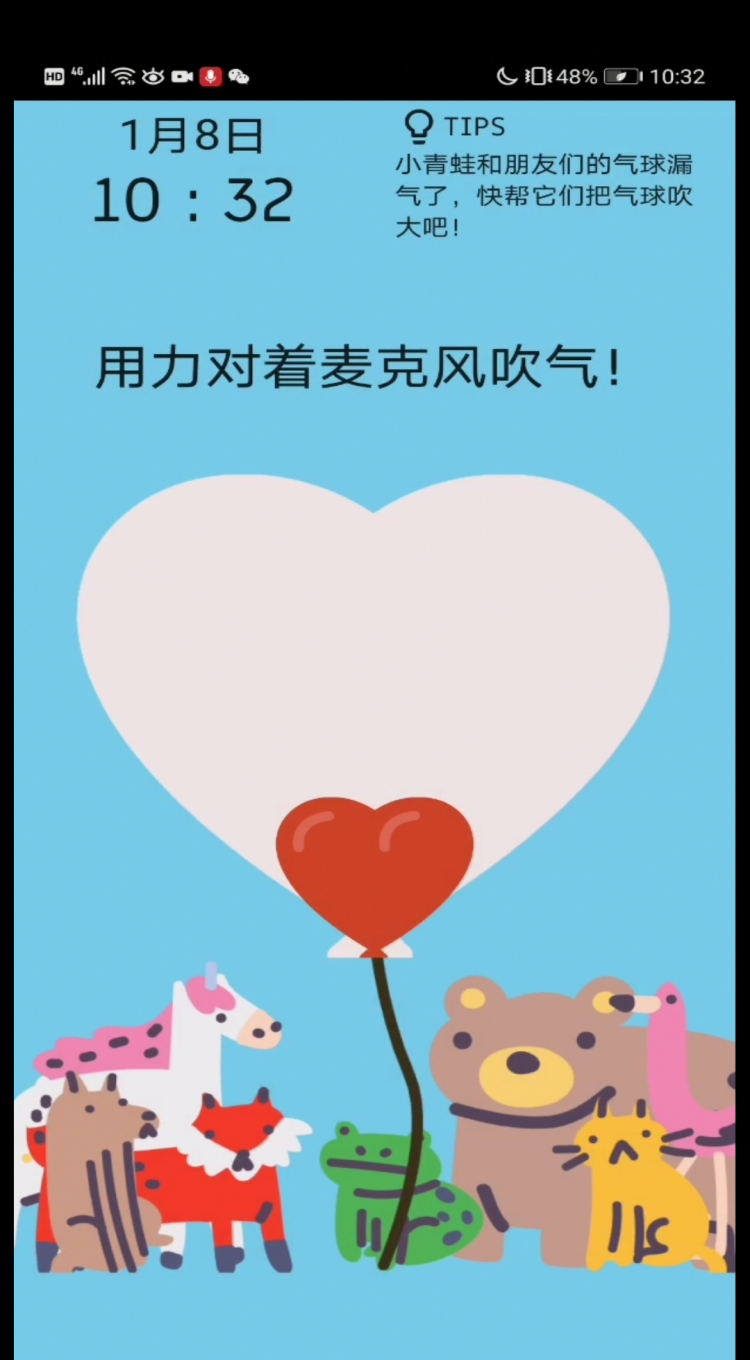 HD 4G 48% 10:32
1月8日
10 : 32
TIPS
小青蛙和朋友们的气球漏
气了，快帮它们把气球吹
大吧！
用力对着麦克风吹气！